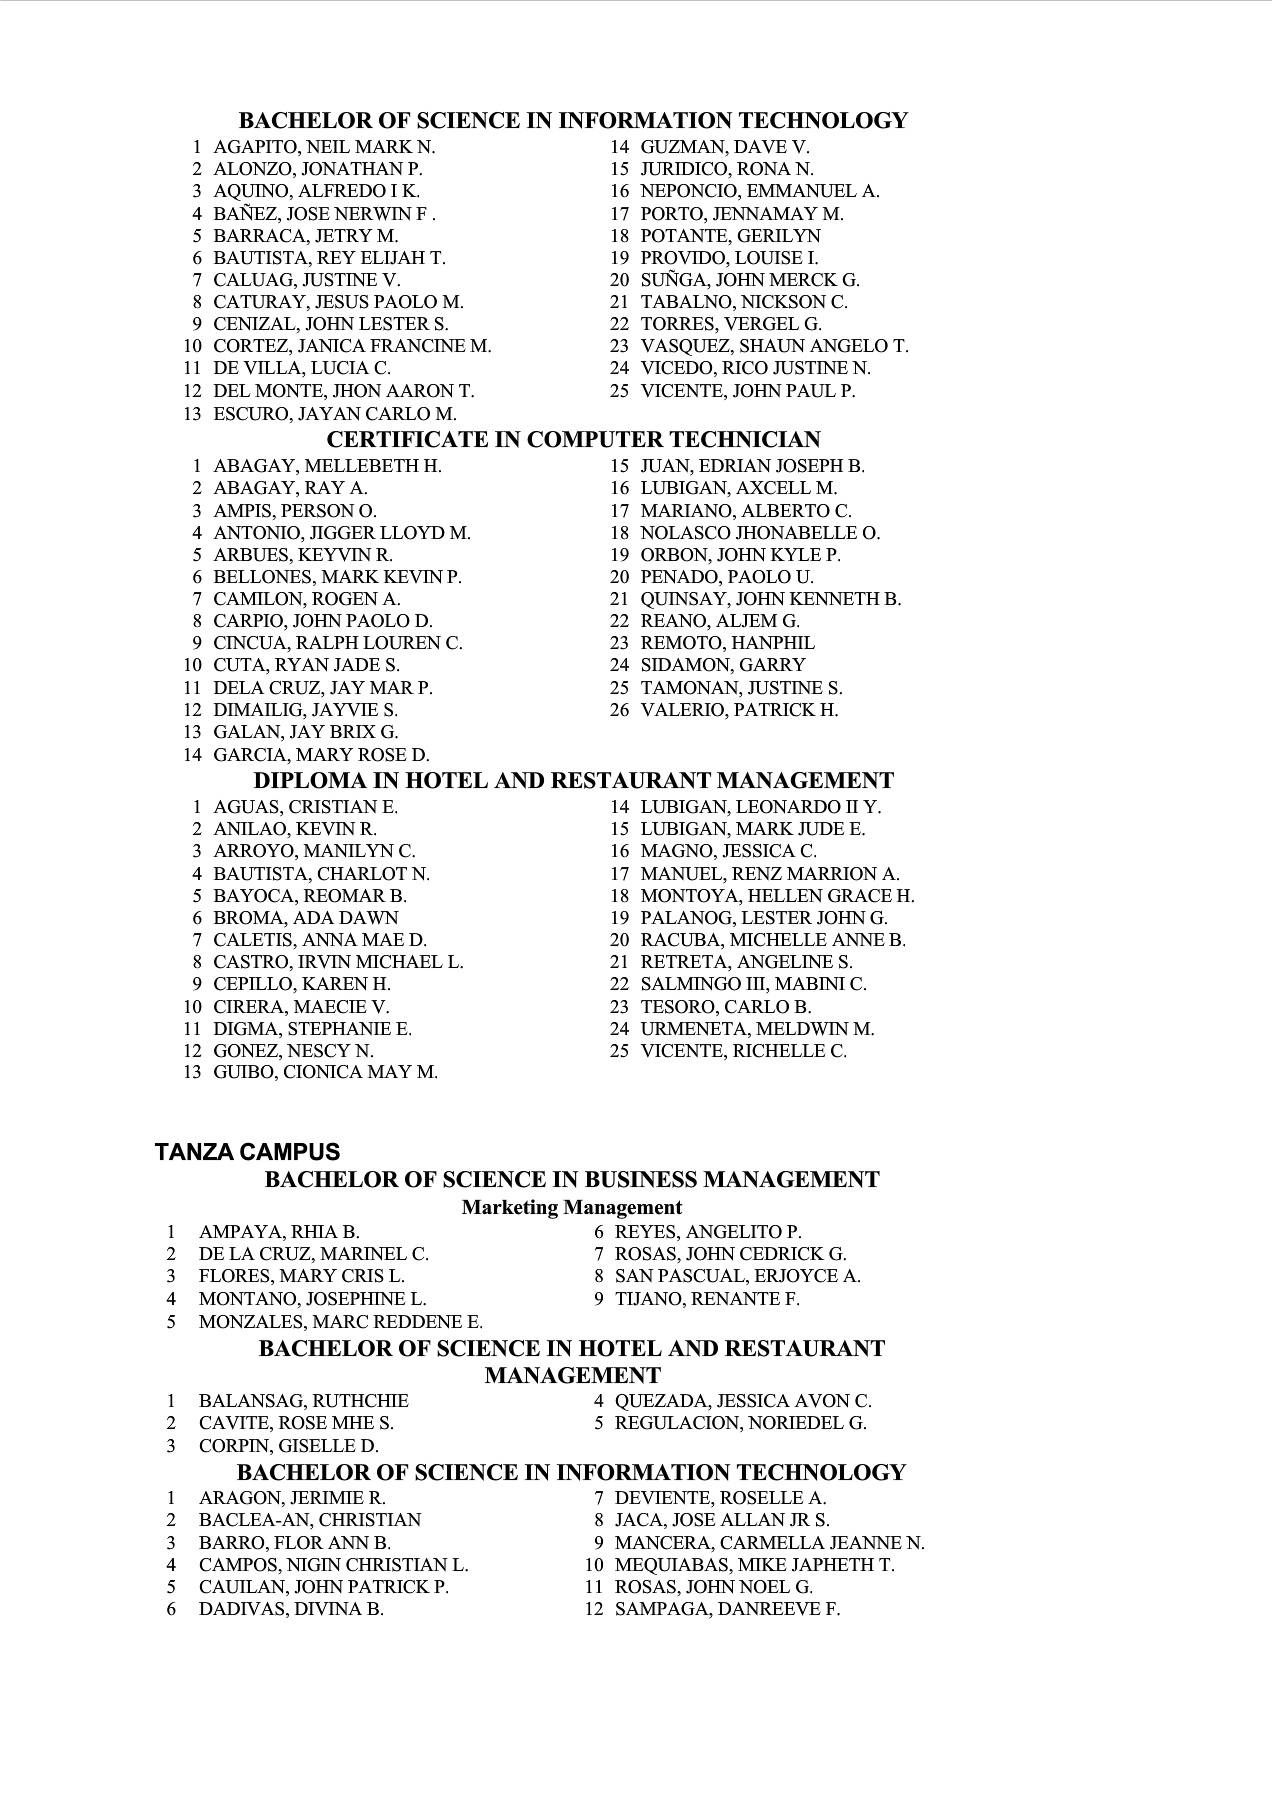 BACHELOR OF SCIENCE IN INFORMATION TECHNOLOGY
1 AGAPITO, NEIL MARK N.
2 ALONZO, JONATHAN P.
3 AQUINO, ALFREDO I K.
4 BAÑEZ, JOSE NERWIN F .
5 BARRACA, JETRY M.
6 BAUTISTA, REY ELIJAH T.
7 CALUAG, JUSTINE V.
8 CATURAY, JESUS PAOLO M.
9 CENIZAL, JOHN LESTER S.
10 CORTEZ, JANICA FRANCINE M.
11 DE VILLA, LUCIA C.
12 DEL MONTE, JHON AARON T.
13 ESCURO, JAYAN CARLO M.
14 GUZMAN, DAVE V.
15 JURIDICO, RONA N.
16 NEPONCIO, EMMANUEL A.
17 PORTO, JENNAMAY M.
18 POTANTE, GERILYN
19 PROVIDO, LOUISE I.
20 SUÑGA, JOHN MERCK G.
21 TABALNO, NICKSON C.
22 TORRES, VERGEL G.
23 VASQUEZ, SHAUN ANGELO T.
24 VICEDO, RICO JUSTINE N.
25 VICENTE, JOHN PAUL P.
CERTIFICATE IN COMPUTER TECHNICIAN
1 ABAGAY, MELLEBETH H.
2 ABAGAY, RAY A.
3 AMPIS, PERSON O.
4 ANTONIO, JIGGER LLOYD M.
5 ARBUES, KEYVIN R.
6 BELLONES, MARK KEVIN P.
7 CAMILON, ROGEN A.
8 CARPIO, JOHN PAOLO D.
9 CINCUA, RALPH LOUREN C.
10 CUTA, RYAN JADE S.
11 DELA CRUZ, JAY MAR P.
12 DIMAILIG, JAYVIE S.
13 GALAN, JAY BRIX G.
14 GARCIA, MARY ROSE D.
15 JUAN, EDRIAN JOSEPH B.
16 LUBIGAN, AXCELL M.
17 MARIANO, ALBERTO C.
18 NOLASCO JHONABELLE O.
19 ORBON, JOHN KYLE P.
20 PENADO, PAOLO U.
21 QUINSAY, JOHN KENNETH B.
22 REANO, ALJEM G.
23 REMOTO, HANPHIL
24 SIDAMON, GARRY
25 TAMONAN, JUSTINE S.
26 VALERIO, PATRICK H.
DIPLOMA IN HOTEL AND RESTAURANT MANAGEMENT
1 AGUAS, CRISTIAN E.
2 ANILAO, KEVIN R.
3 ARROYO, MANILYN C.
4 BAUTISTA, CHARLOT N.
5 BAYOCA, REOMAR B.
6 BROMA, ADA DAWN
7 CALETIS, ANNA MAE D.
8 CASTRO, IRVIN MICHAEL L.
9 CEPILLO, KAREN H.
10 CIRERA, MAECIE V.
11 DIGMA, STEPHANIE E.
12 GONEZ, NESCY N.
13 GUIBO, CIONICA MAY M.
14 LUBIGAN, LEONARDO II Y.
15 LUBIGAN, MARK JUDE E.
16 MAGNO, JESSICA C.
17 MANUEL, RENZ MARRION A.
18 MONTOYA, HELLEN GRACE H.
19 PALANOG, LESTER JOHN G.
20 RACUBA, MICHELLE ANNE B.
21 RETRETA, ANGELINE S.
22 SALMINGO III, MABINI C.
23 TESORO, CARLO B.
24 URMENETA, MELDWIN M.
25 VICENTE, RICHELLE C.
TANZA CAMPUS
BACHELOR OF SCIENCE IN BUSINESS MANAGEMENT
Marketing Management
1 AMPAYA, RHIA B.
2 DE LA CRUZ, MARINEL C.
3 FLORES, MARY CRIS L.
4 MONTANO, JOSEPHINE L.
5 MONZALES, MARC REDDENE E.
6 REYES, ANGELITO P.
7 ROSAS, JOHN CEDRICK G.
8 SAN PASCUAL, ERJOYCE A.
9 TIJANO, RENANTE F.
BACHELOR OF SCIENCE IN HOTEL AND RESTAURANT
MANAGEMENT
1 BALANSAG, RUTHCHIE
2 CAVITE, ROSE MHE S.
3 CORPIN, GISELLE D.
4 QUEZADA, JESSICA AVON C.
5 REGULACION, NORIEDEL G.
BACHELOR OF SCIENCE IN INFORMATION TECHNOLOGY
1 ARAGON, JERIMIE R.
2 BACLEA-AN, CHRISTIAN
3 BARRO, FLOR ANN B.
4 CAMPOS, NIGIN CHRISTIAN L.
5 CAUILAN, JOHN PATRICK P.
6 DADIVAS, DIVINA B.
7 DEVIENTE, ROSELLE A.
8 JACA, JOSE ALLAN JR S.
9 MANCERA, CARMELLA JEANNE N.
10 MEQUIABAS, MIKE JAPHETH T.
11 ROSAS, JOHN NOEL G.
12 SAMPAGA, DANREEVE F.